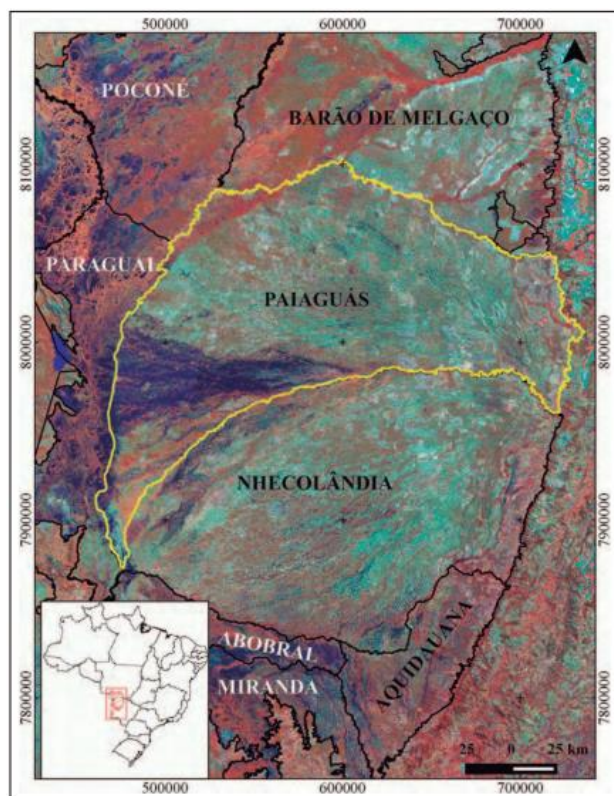 500000 600000 700000
POCONÉ
BARÃO DE MELGAÇO
8100000 8100000
PARAGUAI
PAIAGUÁS
8000000 8000000
NHECOLÂNDIA
7900000 7900000
ABOBRAL
AQUIDAUANA
MIRANDA
7800000 7800000
25 0 25 km
500000 600000 700000